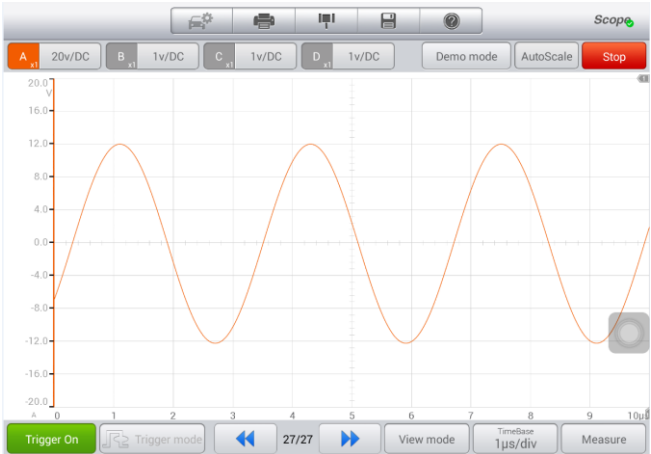 Scope
A x1 20v/DC B x1 1v/DC C x1 1v/DC D x1 1v/DC Demo mode AutoScale Stop
20.0
V
16.0
12.0
8.0
4.0
0.0
-4.0
-8.0
-12.0
-16.0
-20.0
A 0 1 2 3 4 5 6 7 8 9 10μ
Trigger On Trigger mode 27/27 View mode TimeBase 1μs/div Measure